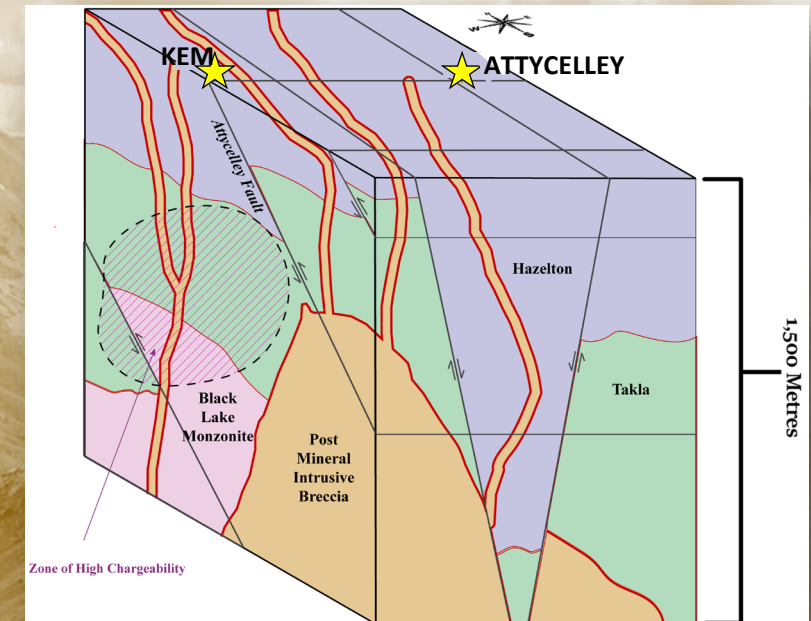 W
S
KEM
ATTYCELLEY
Attycelley Fault
Hazelton
Takla
1,500 Metres
Black
Lake
Monzonite
Post
Mineral
Intrusive
Breccia
Zone of High Chargeability